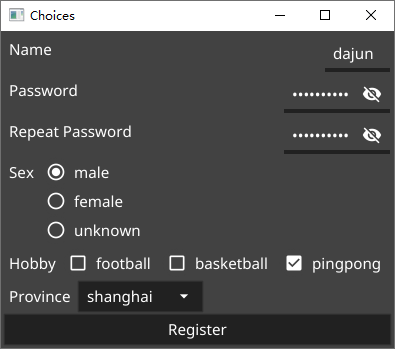 Choices
Name dajun
Password ••••••••••
Repeat Password ••••••••••
Sex male
female
unknown
Hobby football basketball pingpong
Province shanghai
Register